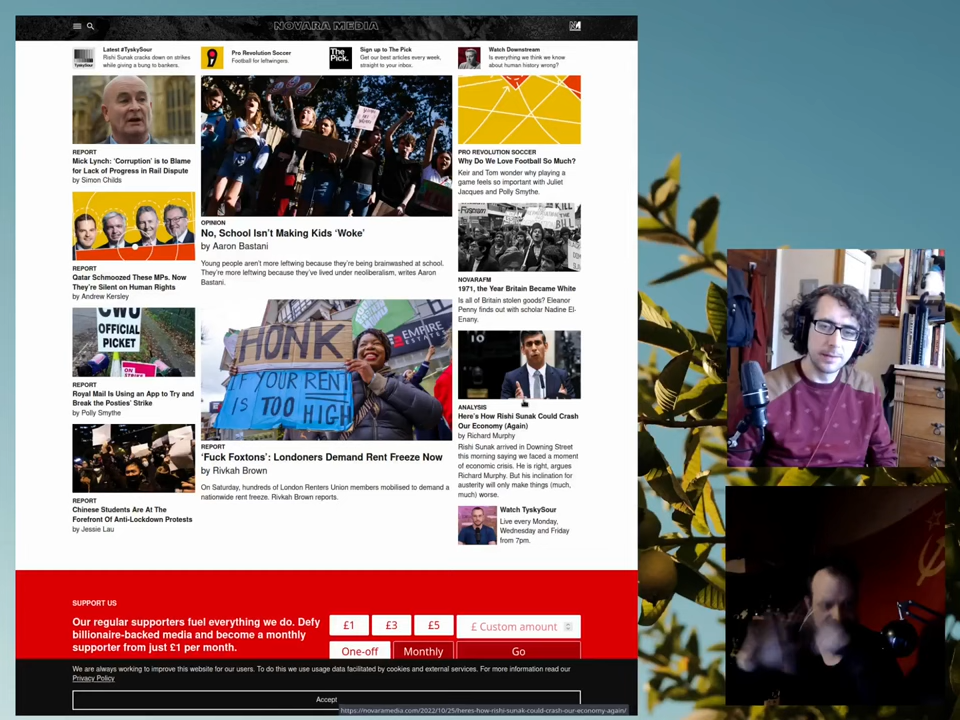 NOVARA MEDIA
Latest #TyskySour
Rishi Sunak cracks down on strikes
while giving a bung to bankers.
Pro Revolution Soccer
Football for leftwingers.
The
Pick.
Sign up to The Pick
Get our best articles every week,
straight to your inbox.
Watch Downstream
Is everything we think we know
about human history wrong?
REPORT
Mick Lynch: ‘Corruption’ is to Blame
for Lack of Progress in Rail Dispute
by Simon Childs
REPORT
Qatar Schmoozed These MPs. Now
They’re Silent on Human Rights
by Andrew Kersley
CWU
OFFICIAL
PICKET
REPORT
Royal Mail Is Using an App to Try and
Break the Posties’ Strike
by Polly Smythe
REPORT
Chinese Students Are At The
Forefront Of Anti-Lockdown Protests
by Jessie Lau
OPINION
No, School Isn’t Making Kids ‘Woke’
by Aaron Bastani
Young people aren’t more leftwing because they’re being brainwashed at school.
They’re more leftwing because they’ve lived under neoliberalism, writes Aaron
Bastani.
HONK
IF YOUR RENT
IS TOO HIGH
EMPIRE
ESTATES
REPORT
‘Fuck Foxtons’: Londoners Demand Rent Freeze Now
by Rivkah Brown
On Saturday, hundreds of London Renters Union members mobilised to demand a
nationwide rent freeze. Rivkah Brown reports.
PRO REVOLUTION SOCCER
Why Do We Love Football So Much?
Keir and Tom wonder why playing a
game feels so important with Juliet
Jacques and Polly Smythe.
KILL
THE BILL
NOVARAFM
1971, the Year Britain Became White
Is all of Britain stolen goods? Eleanor
Penny finds out with scholar Nadine El-
Enany.
ANALYSIS
Here’s How Rishi Sunak Could Crash
Our Economy (Again)
by Richard Murphy
Rishi Sunak arrived in Downing Street
this morning saying we faced a moment
of economic crisis. He is right, argues
Richard Murphy. But his inclination for
austerity will only make things (much,
much) worse.
Watch TyskySour
Live every Monday,
Wednesday and Friday
from 7pm.
SUPPORT US
Our regular supporters fuel everything we do. Defy
billionaire-backed media and become a monthly
supporter from just £1 per month.
£1
£3
£5
£ Custom amount
One-off
Monthly
Go
We are always working to improve this website for our users. To do this we use usage data facilitated by cookies and external services. For more information read our
Privacy Policy
Accept
https://novaramedia.com/2022/10/25/heres-how-rishi-sunak-could-crash-our-economy-again/